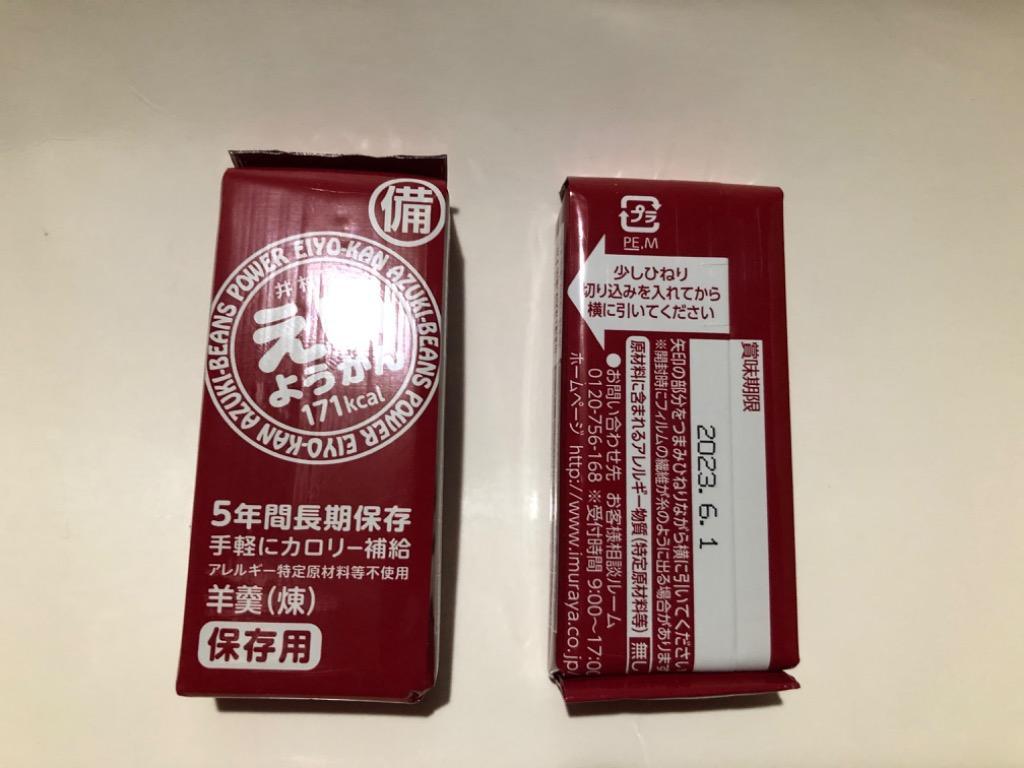 備
AZUKI-BEANS POWER EIYO-KAN AZUKI-BEANS POWER EIYO-KAN
井村
え
ようかん
171kcal
5年間長期保存
手軽にカロリー補給
アレルギー特定原材料等不使用
羊羹(煉)
保存用
プラ
PE,M
少しひねり
切り込みを入れてから
横に引いてください
賞味期限
2023.6.1
矢印の部分をつまみひねりながら横に引いてください
※開封時にフィルムの繊維が糸のように出る場合があります
原材料に含まれるアレルギー物質(特定原材料等) 無し
●お問い合わせ先 お客様相談ルーム
0120-756-168 ※受付時間 9:00~17:00
ホームページ http://www.imuraya.co.jp/